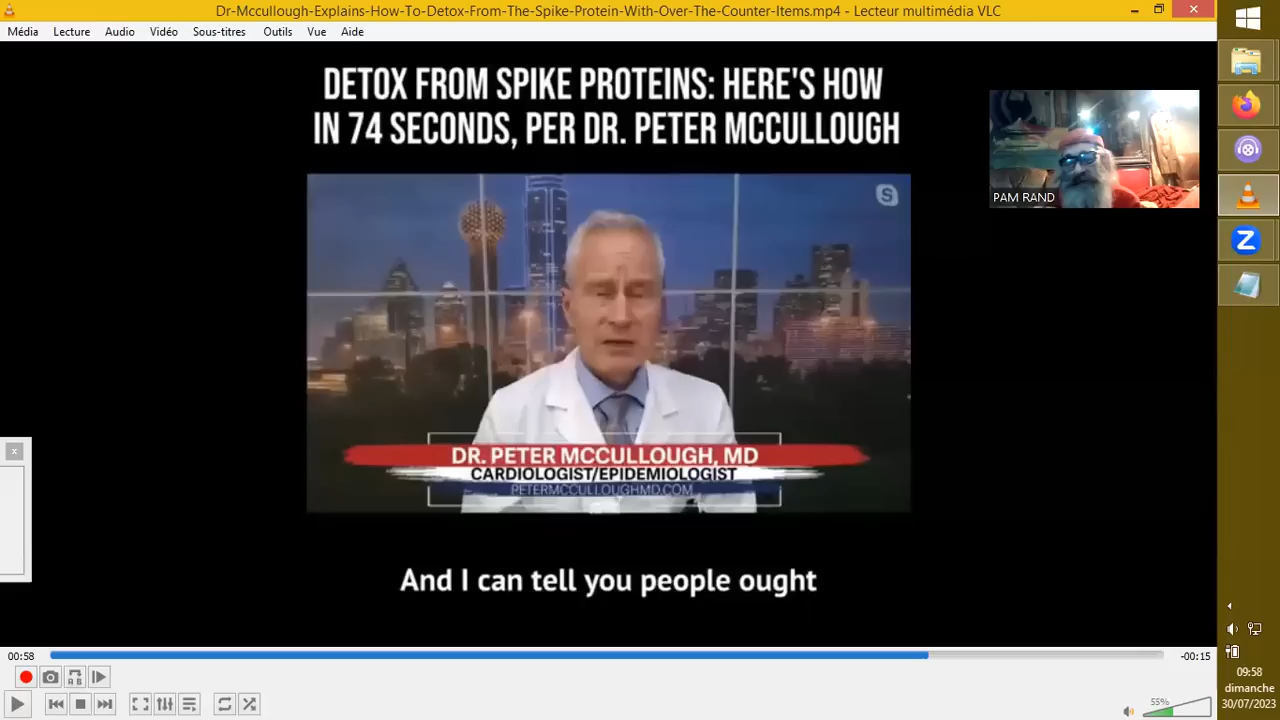 Dr-Mccullough-Explains-How-To-Detox-From-The-Spike-Protein-With-Over-The-Counter-Items.mp4 - Lecteur multimédia VLC
Média Lecture Audio Vidéo Sous-titres Outils Vue Aide
DETOX FROM SPIKE PROTEINS: HERE'S HOW
IN 74 SECONDS, PER DR. PETER MCCULLOUGH
S
PAM RAND
Z
DR. PETER MCCULLOUGH, MD
CARDIOLOGIST/EPIDEMIOLOGIST
PETERMCCULLOUGHMD.COM
x
And I can tell you people ought
00:58
-00:15
A B
55%
09:58
dimanche
30/07/2023